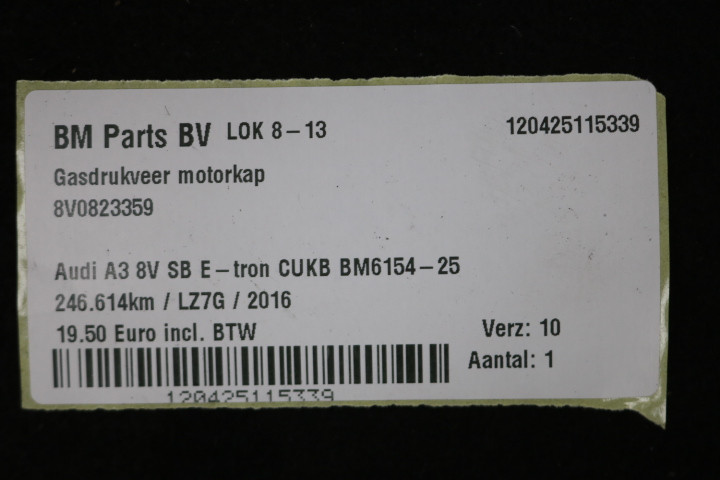 BM Parts BV LOK 8-13 120425115339
Gasdrukveer motorkap
8V0823359
Audi A3 8V SB E-tron CUKB BM6154-25
246.614km / LZ7G / 2016
19.50 Euro incl. BTW Verz: 10
Aantal: 1
120425115339